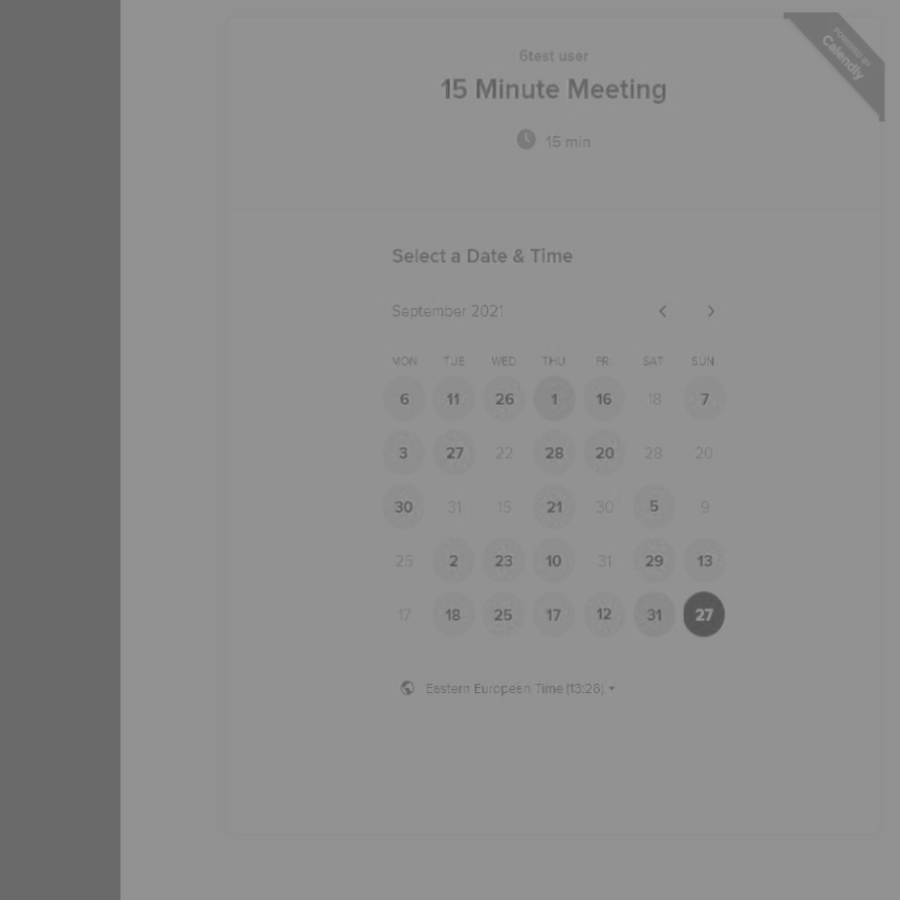 POWERED BY
Calendly
6test user
15 Minute Meeting
15 min
Select a Date & Time
September 2021
MON TUE WED THU FRI SAT SUN
6 11 26 1 16 18 7
3 27 22 28 20 28 20
30 31 15 21 30 5 9
25 2 23 10 31 29 13
17 18 25 17 12 31 27
Eastern European Time (13:26)